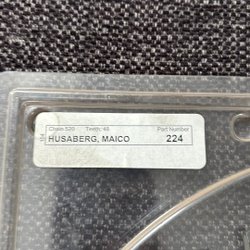 Chain 520 Teeth: 48 Part Number
HUSABERG, MAICO 224